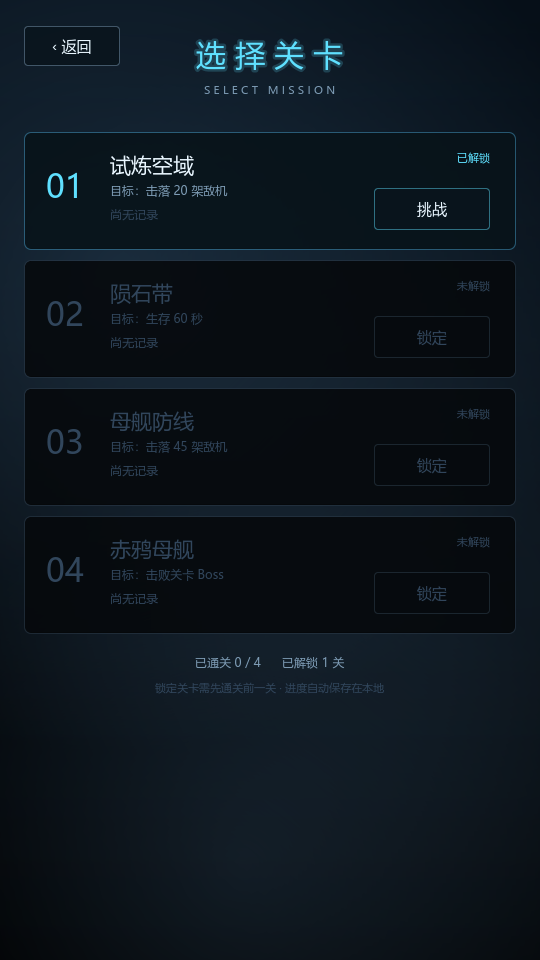 ‹ 返回
选择关卡
SELECT MISSION
01
试炼空域
已解锁
目标：击落 20 架敌机
尚无记录
挑战
02
陨石带
未解锁
目标：生存 60 秒
尚无记录
锁定
03
母舰防线
未解锁
目标：击落 45 架敌机
尚无记录
锁定
04
赤鸦母舰
未解锁
目标：击败关卡 Boss
尚无记录
锁定
已通关 0 / 4 已解锁 1 关
锁定关卡需先通关前一关 · 进度自动保存在本地